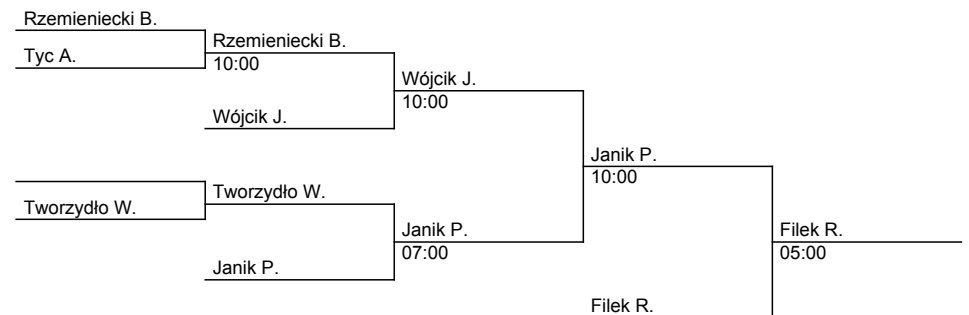 Rzemieniecki B.
Rzemieniecki B.
Tyc A.
10:00
Wójcik J.
10:00
Wójcik J.
Janik P.
10:00
Tworzydło W.
Tworzydło W.
Janik P.
07:00
Filek R.
05:00
Janik P.
Filek R.